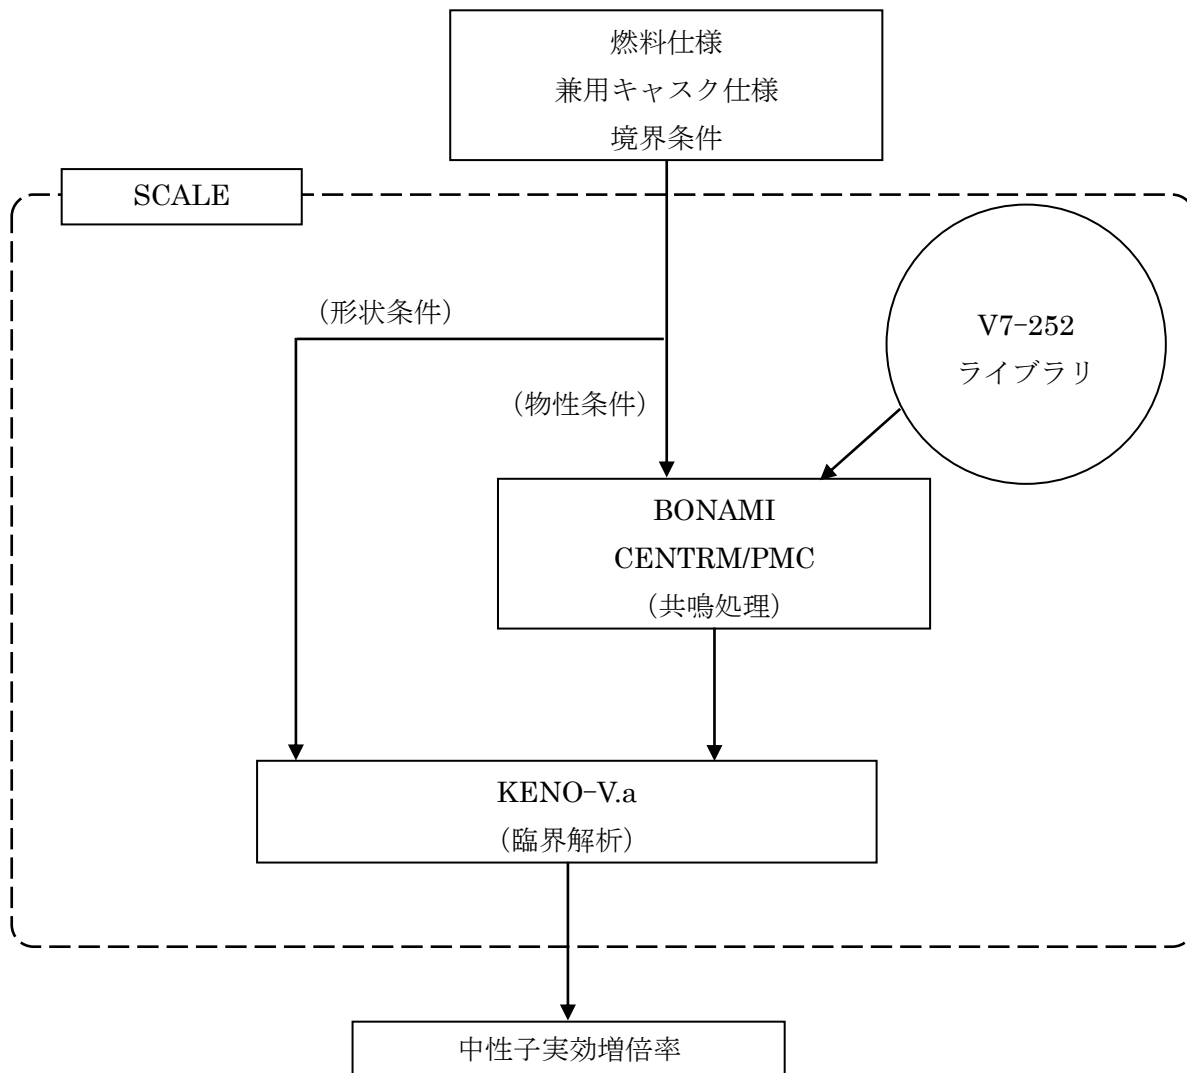 燃料仕様
兼用キャスク仕様
境界条件
SCALE
(形状条件)
V7-252
ライブラリ
(物性条件)
BONAMI
CENTRM/PMC
(共鳴処理)
KENO-V.a
(臨界解析)
中性子実効増倍率